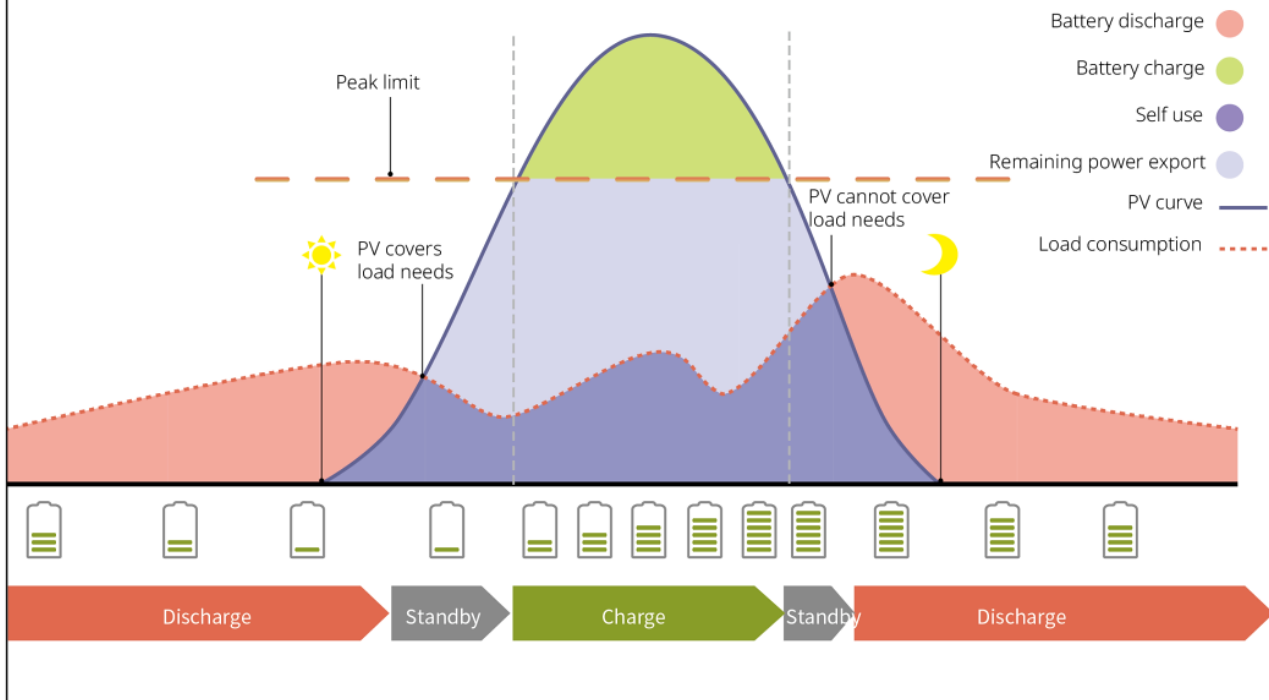 Battery discharge
Battery charge
Self use
Remaining power export
PV curve
Load consumption
Peak limit
PV covers
load needs
PV cannot cover
load needs
Discharge
Standby
Charge
Standby
Discharge